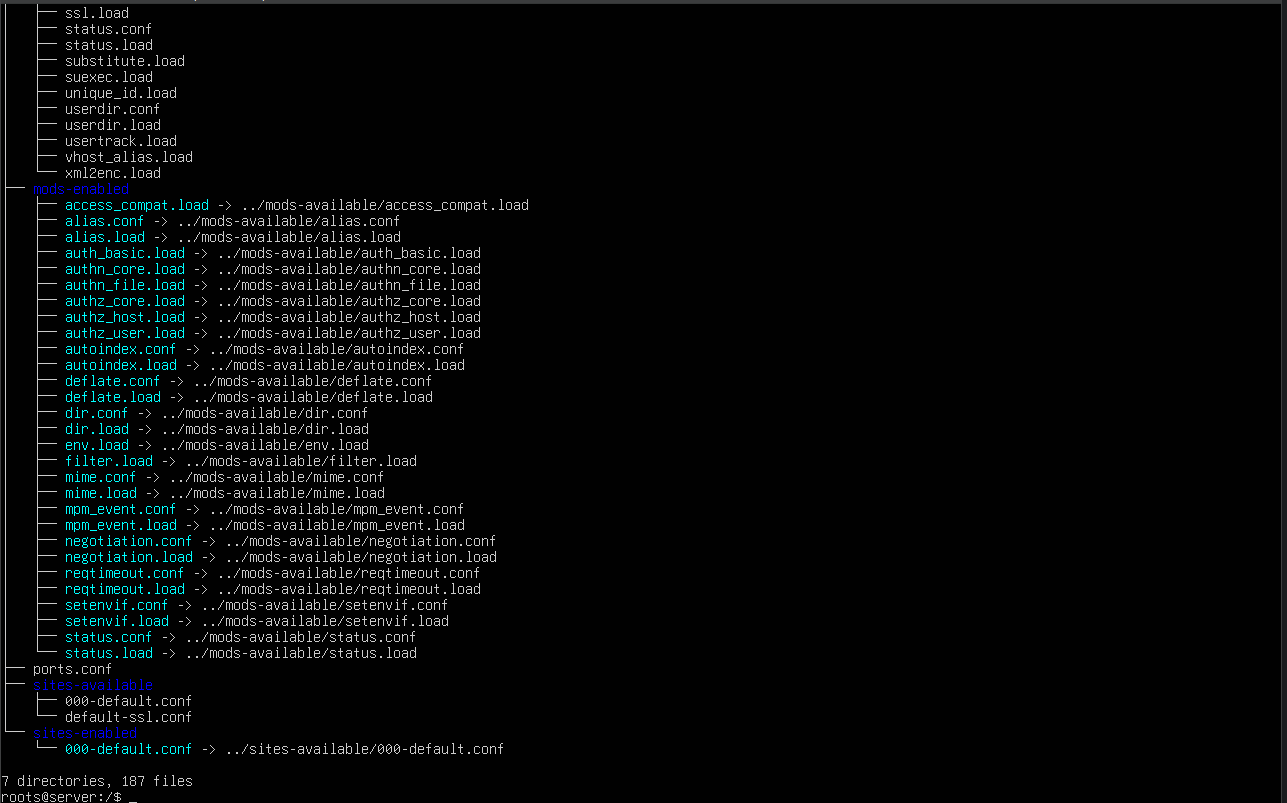 ├── ssl.load
├── status.conf
├── status.load
├── substitute.load
├── suexec.load
├── unique_id.load
├── userdir.conf
├── userdir.load
├── usertrack.load
├── vhost_alias.load
└── xml2enc.load
├── mods-enabled
├── access_compat.load -> ../mods-available/access_compat.load
├── alias.conf -> ../mods-available/alias.conf
├── alias.load -> ../mods-available/alias.load
├── auth_basic.load -> ../mods-available/auth_basic.load
├── authn_core.load -> ../mods-available/authn_core.load
├── authn_file.load -> ../mods-available/authn_file.load
├── authz_core.load -> ../mods-available/authz_core.load
├── authz_host.load -> ../mods-available/authz_host.load
├── authz_user.load -> ../mods-available/authz_user.load
├── autoindex.conf -> ../mods-available/autoindex.conf
├── autoindex.load -> ../mods-available/autoindex.load
├── deflate.conf -> ../mods-available/deflate.conf
├── deflate.load -> ../mods-available/deflate.load
├── dir.conf -> ../mods-available/dir.conf
├── dir.load -> ../mods-available/dir.load
├── env.load -> ../mods-available/env.load
├── filter.load -> ../mods-available/filter.load
├── mime.conf -> ../mods-available/mime.conf
├── mime.load -> ../mods-available/mime.load
├── mpm_event.conf -> ../mods-available/mpm_event.conf
├── mpm_event.load -> ../mods-available/mpm_event.load
├── negotiation.conf -> ../mods-available/negotiation.conf
├── negotiation.load -> ../mods-available/negotiation.load
├── reqtimeout.conf -> ../mods-available/reqtimeout.conf
├── reqtimeout.load -> ../mods-available/reqtimeout.load
├── setenvif.conf -> ../mods-available/setenvif.conf
├── setenvif.load -> ../mods-available/setenvif.load
├── status.conf -> ../mods-available/status.conf
└── status.load -> ../mods-available/status.load
├── ports.conf
├── sites-available
├── 000-default.conf
└── default-ssl.conf
└── sites-enabled
└── 000-default.conf -> ../sites-available/000-default.conf
7 directories, 187 files
roots@server:/$ _